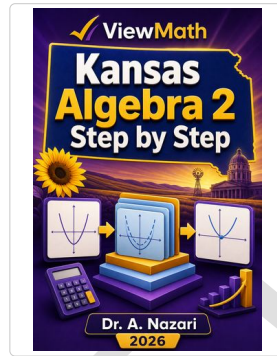 ViewMath
Kansas
Algebra 2
Step by Step
Dr. A. Nazari
2026